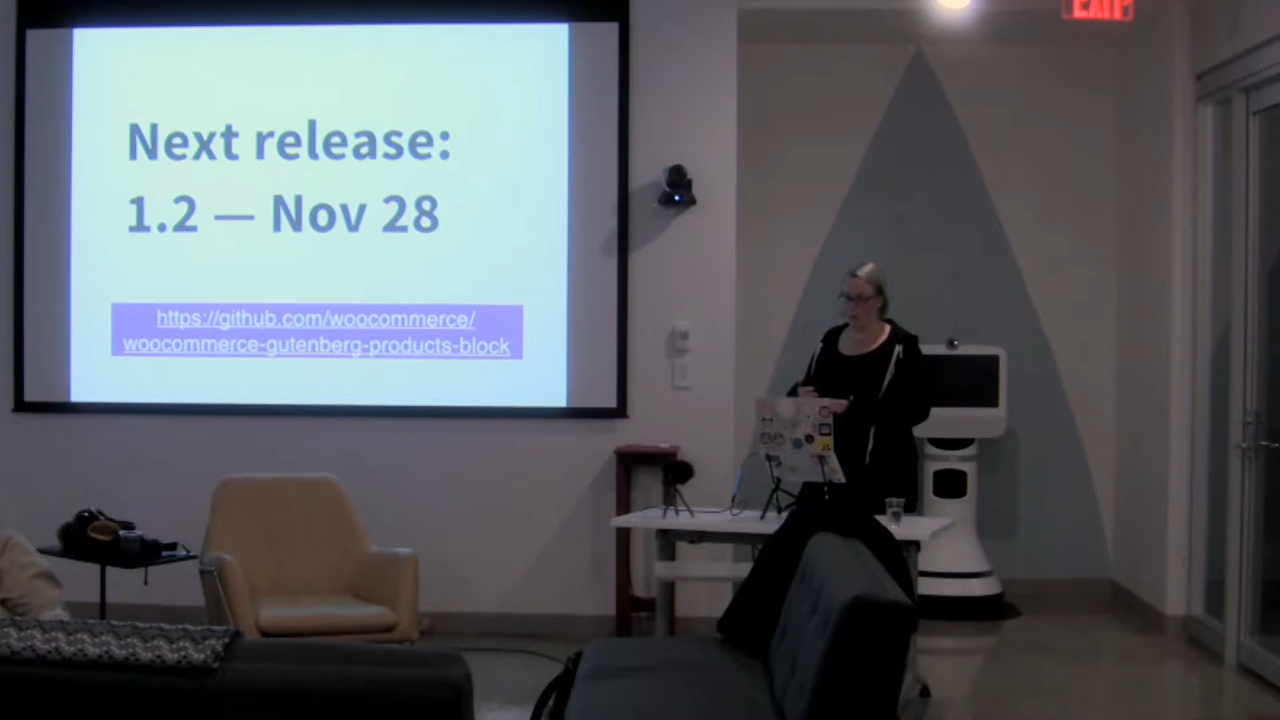 EXIT
Next release:
1.2 — Nov 28
https://github.com/woocommerce/
woocommerce-gutenberg-products-block